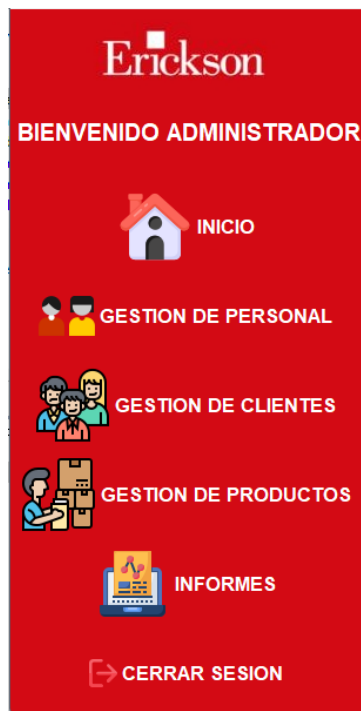 Erickson
BIENVENIDO ADMINISTRADOR
INICIO
GESTION DE PERSONAL
GESTION DE CLIENTES
GESTION DE PRODUCTOS
INFORMES
CERRAR SESION